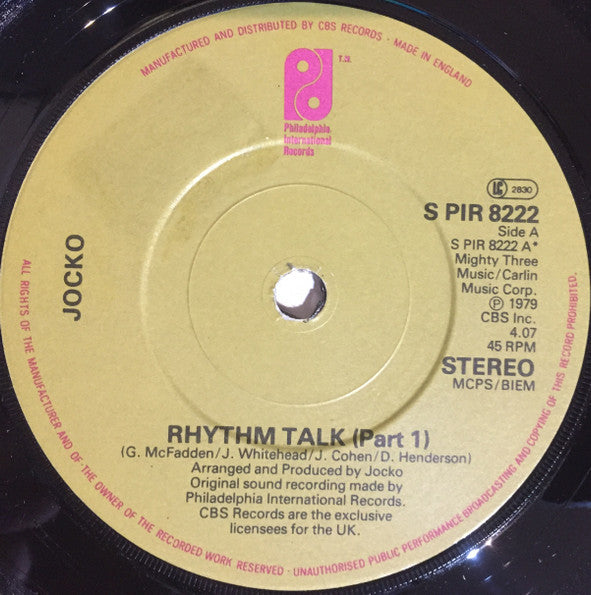 MANUFACTURED AND DISTRIBUTED BY CBS RECORDS · MADE IN ENGLAND
T.M.
Philadelphia
International
Records
LC 2830
S PIR 8222
Side A
S PIR 8222 A*
Mighty Three
Music/Carlin
Music Corp.
℗ 1979
CBS Inc.
4.07
45 RPM
STEREO
MCPS/BIEM
JOCKO
RHYTHM TALK (Part 1)
(G. McFadden/J. Whitehead/J. Cohen/D. Henderson)
Arranged and Produced by Jocko
Original sound recording made by
Philadelphia International Records.
CBS Records are the exclusive
licensees for the UK.
ALL RIGHTS OF THE MANUFACTURER AND OF THE OWNER OF THE RECORDED WORK RESERVED · UNAUTHORISED PUBLIC PERFORMANCE BROADCASTING AND COPYING OF THIS RECORD PROHIBITED.